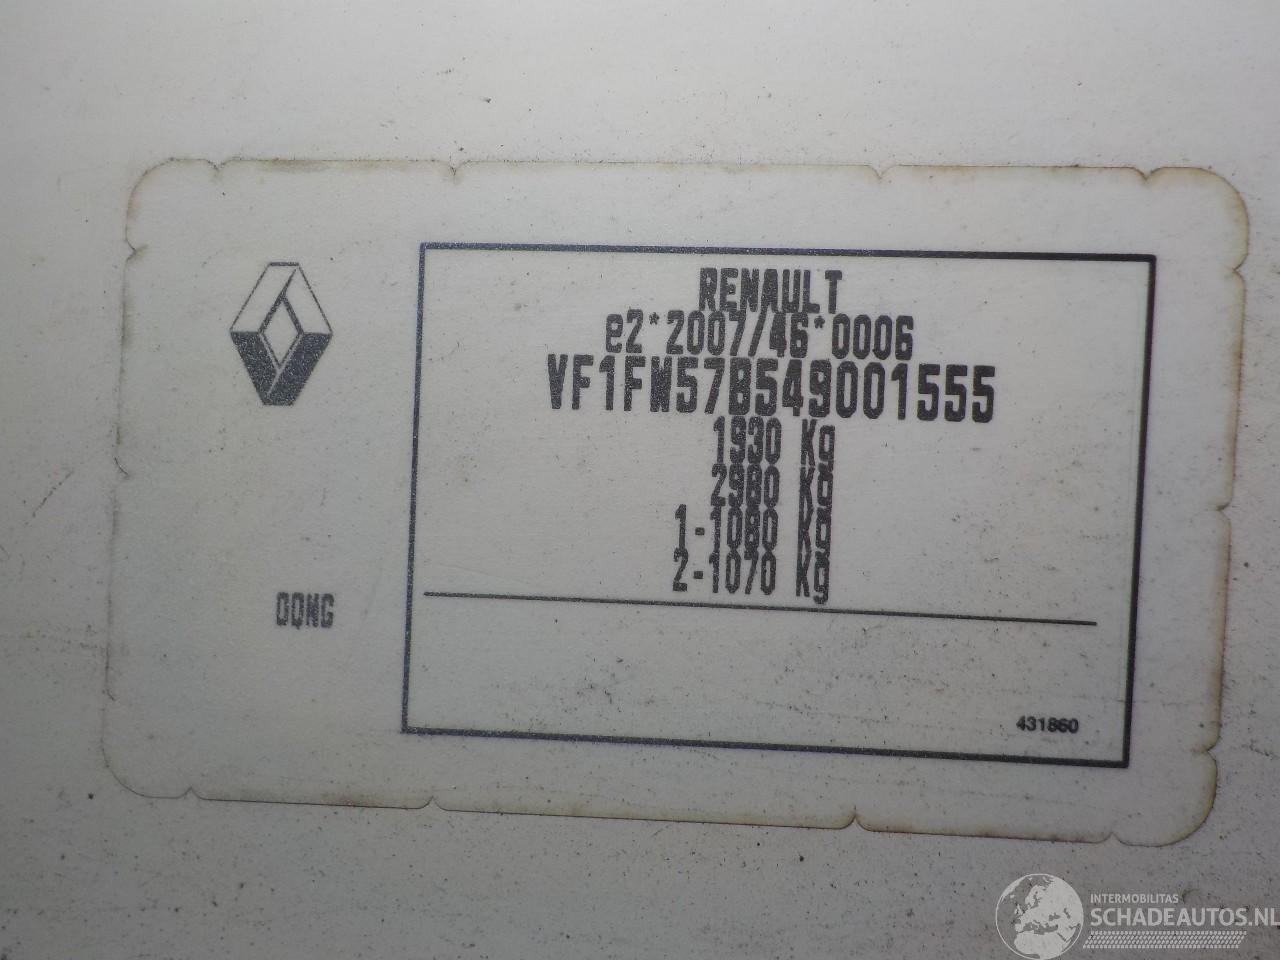 RENAULT
e2*2007/46*0006
VF1FW57B549001555
1930 Kg
2980 Kg
1-1080 Kg
2-1070 Kg
OQNG
431860
INTERMOBILITAS
SCHADEAUTOS.NL